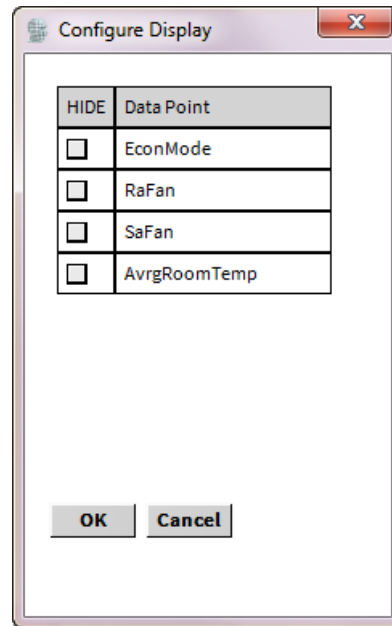 Configure Display
HIDE Data Point
EconMode
RaFan
SaFan
AvrgRoomTemp
OK Cancel